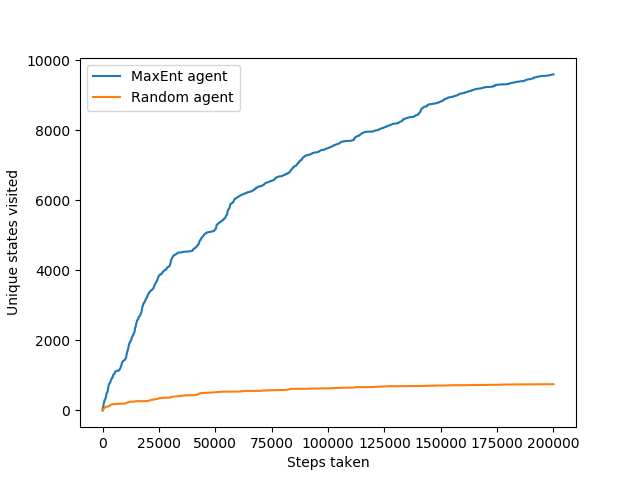 MaxEnt agent
Random agent
Unique states visited
10000
8000
6000
4000
2000
0
0 25000 50000 75000 100000 125000 150000 175000 200000
Steps taken